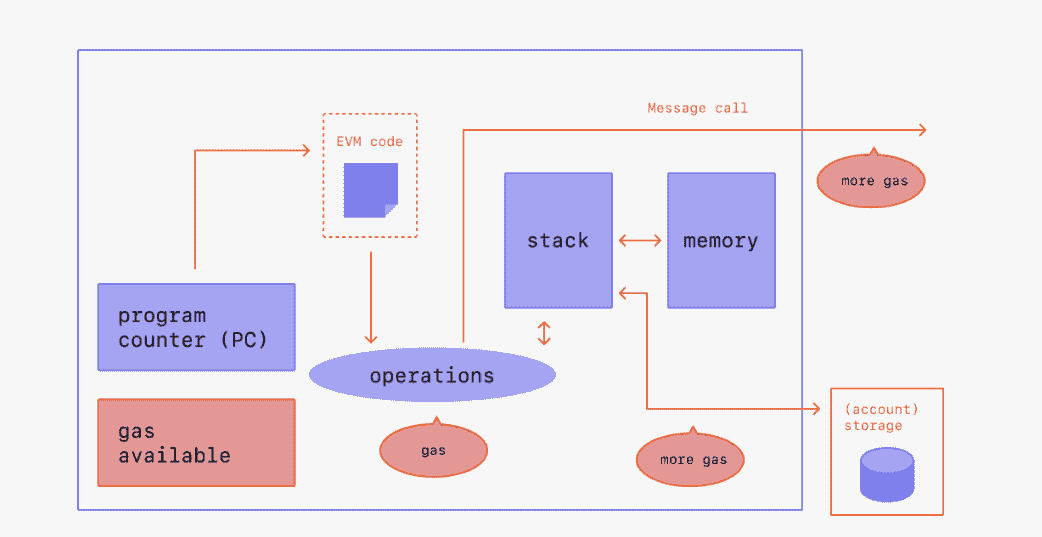 Message call
EVM code
more gas
stack
memory
program
counter (PC)
operations
(account)
storage
gas
available
gas
more gas